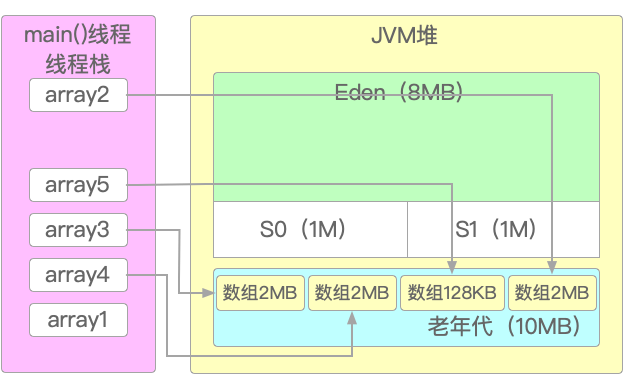 main()线程
线程栈
array2
array5
array3
array4
array1
JVM堆
Eden（8MB）
S0（1M）
S1（1M）
数组2MB
数组2MB
数组128KB
数组2MB
老年代（10MB）